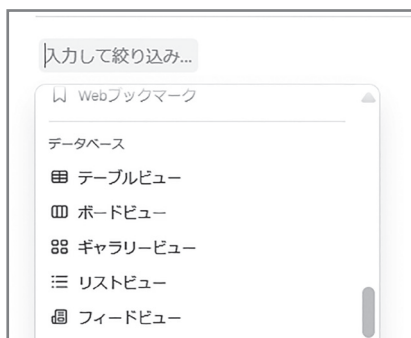 入力して絞り込み...
Webブックマーク
データベース
テーブルビュー
ボードビュー
ギャラリービュー
リストビュー
フィードビュー